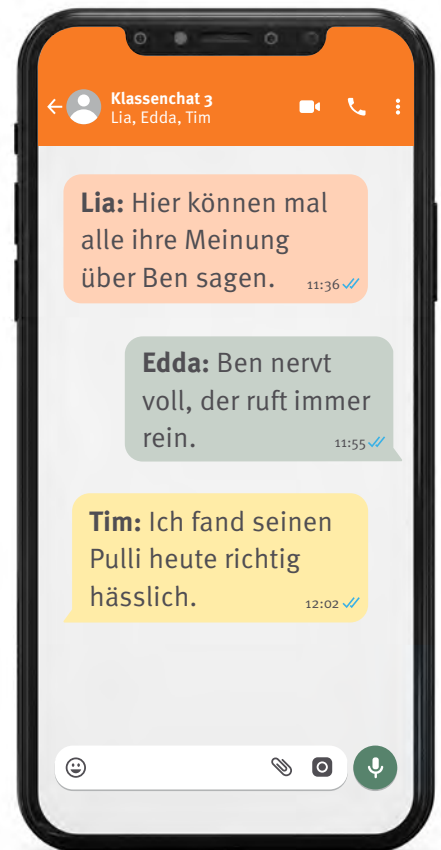 Klassenchat 3
Lia, Edda, Tim
Lia: Hier können mal
alle ihre Meinung
über Ben sagen.
11:36
Edda: Ben nervt
voll, der ruft immer
rein.
11:55
Tim: Ich fand seinen
Pulli heute richtig
hässlich.
12:02